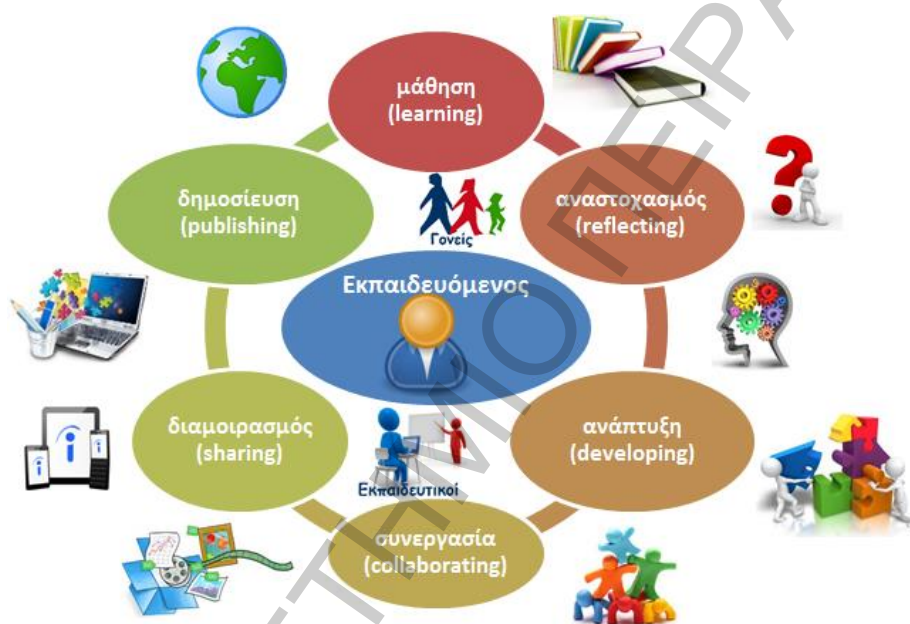 μάθηση
(learning)
αναστοχασμός
(reflecting)
ανάπτυξη
(developing)
συνεργασία
(collaborating)
διαμοιρασμός
(sharing)
δημοσίευση
(publishing)
Γονείς
Εκπαιδευόμενος
Εκπαιδευτικοί